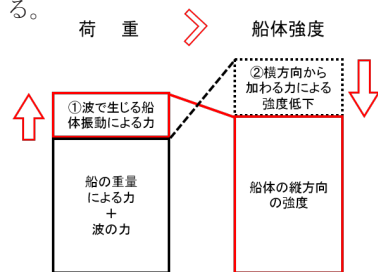 る。
荷　重
船体強度
①波で生じる船
体振動による力
②横方向から
加わる力による
強度低下
船の重量
による力
＋
波の力
船体の縦方向
の強度